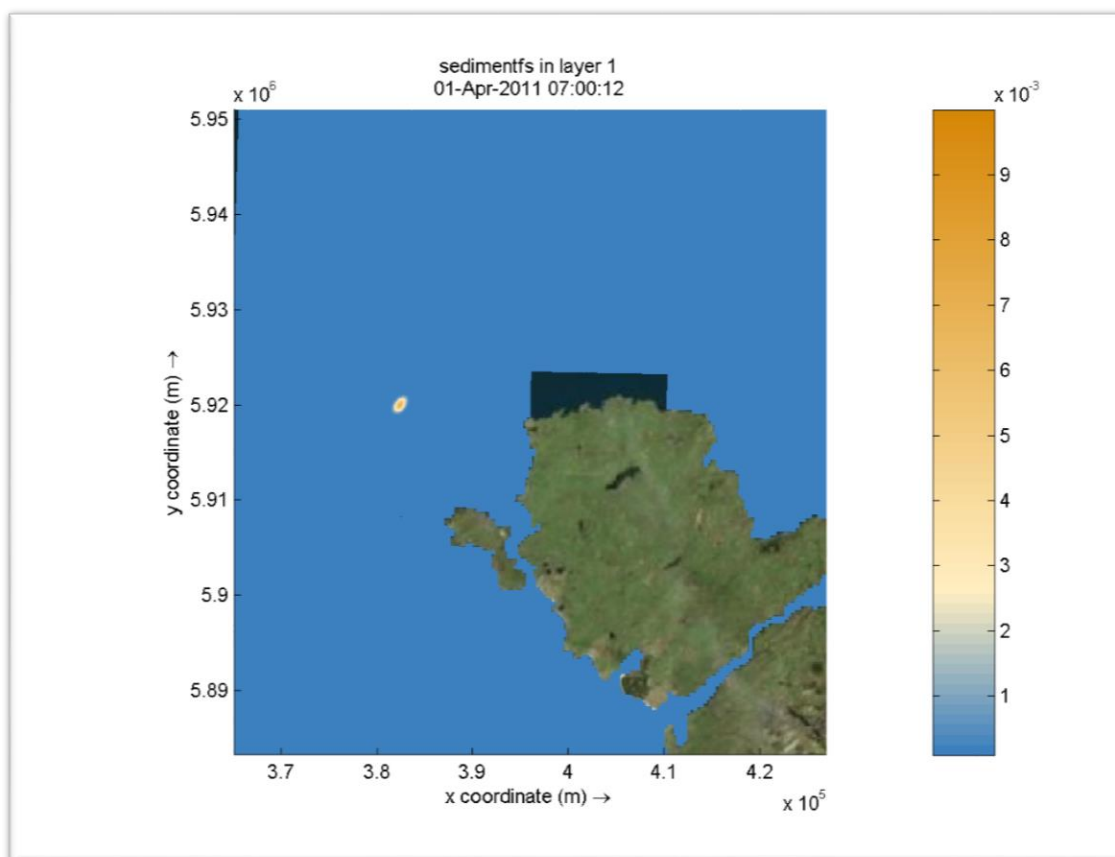 sedimentfs in layer 1
01-Apr-2011 07:00:12
x 10^6
5.95
5.94
5.93
5.92
5.91
5.9
5.89
y coordinate (m) →
3.7 3.8 3.9 4 4.1 4.2
x coordinate (m) →
x 10^5
x 10^-3
9
8
7
6
5
4
3
2
1